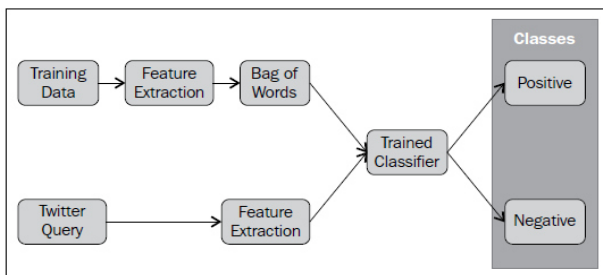 Classes
Training
Data
Feature
Extraction
Bag of
Words
Positive
Trained
Classifier
Twitter
Query
Feature
Extraction
Negative